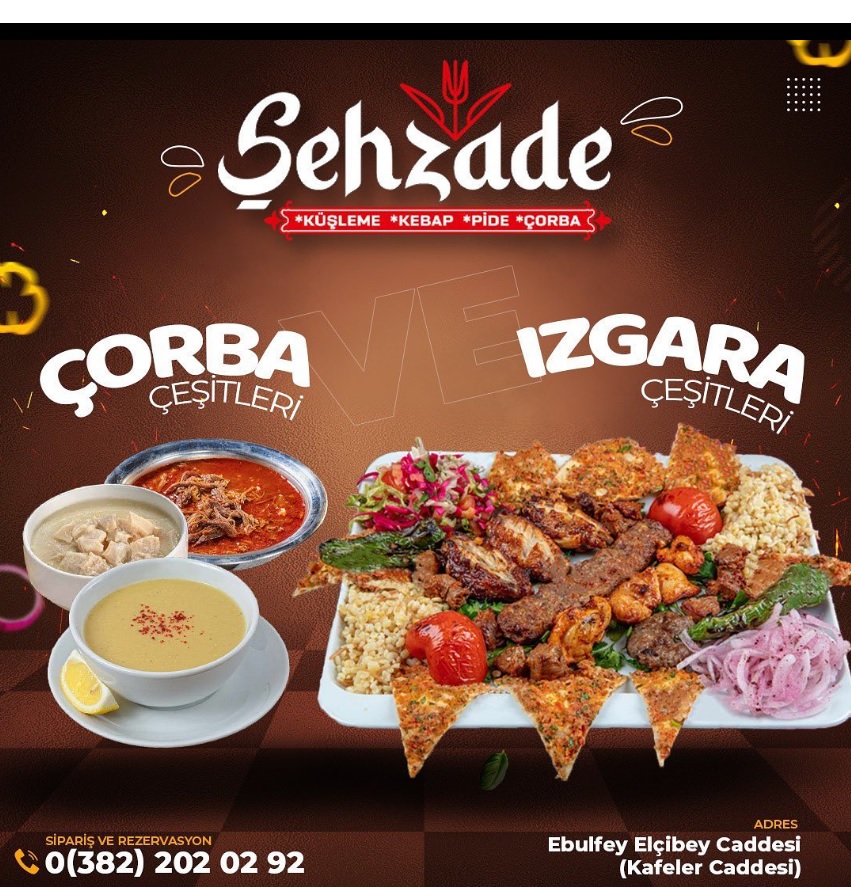 Şehzade
*KÜŞLEME *KEBAP *PİDE *ÇORBA
VE
ÇORBA
ÇEŞİTLERİ
IZGARA
ÇEŞİTLERİ
SİPARİŞ VE REZERVASYON
0(382) 202 02 92
ADRES
Ebulfey Elçibey Caddesi
(Kafeler Caddesi)